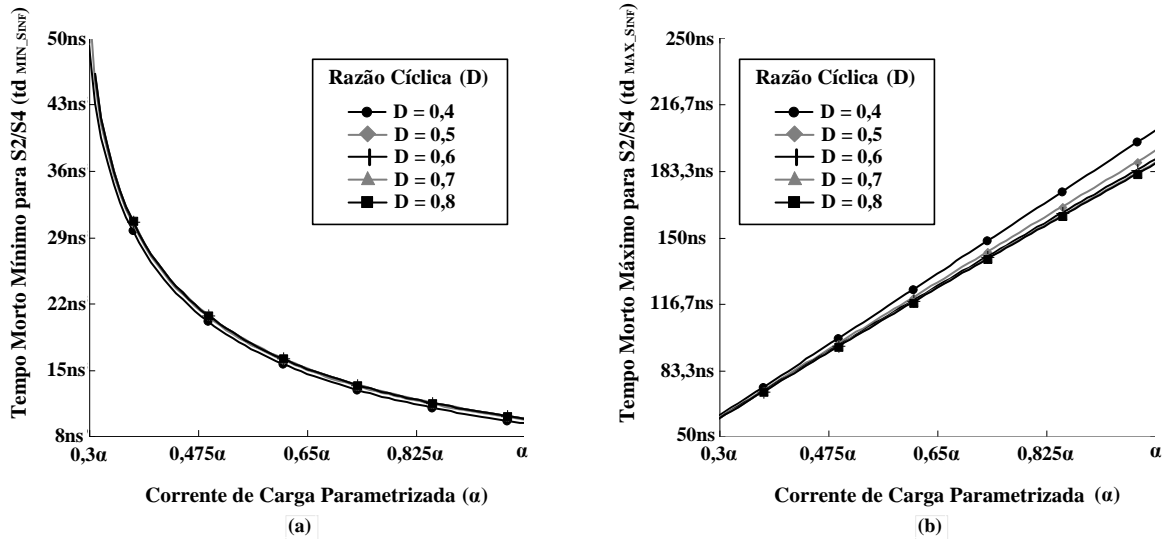 Tempo Morto Mínimo para S2/S4 (td MIN_SINF)
50ns
43ns
36ns
29ns
22ns
15ns
8ns
0,3α
0,475α
0,65α
0,825α
α
Razão Cíclica (D)
D = 0,4
D = 0,5
D = 0,6
D = 0,7
D = 0,8
Corrente de Carga Parametrizada (α)
(a)
Tempo Morto Máximo para S2/S4 (td MAX_SINF)
250ns
216,7ns
183,3ns
150ns
116,7ns
83,3ns
50ns
0,3α
0,475α
0,65α
0,825α
α
Razão Cíclica (D)
D = 0,4
D = 0,5
D = 0,6
D = 0,7
D = 0,8
Corrente de Carga Parametrizada (α)
(b)